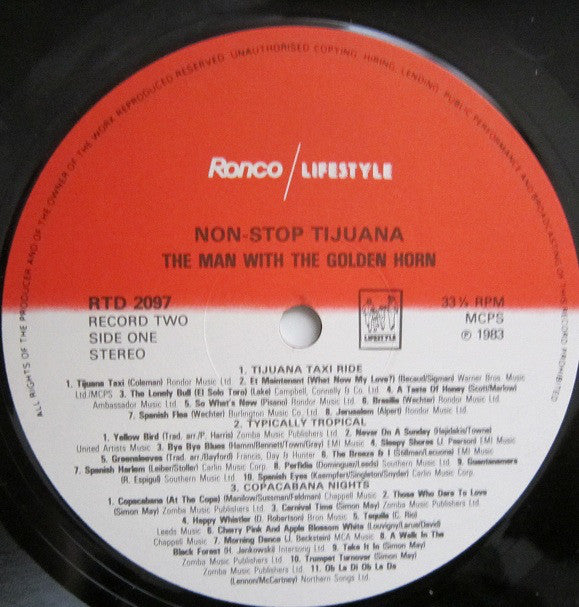 ALL RIGHTS OF THE PRODUCER AND OF THE OWNER OF THE WORK REPRODUCED RESERVED. UNAUTHORISED COPYING, HIRING, LENDING, PUBLIC PERFORMANCE AND BROADCASTING OF THIS RECORD PROHIBITED
Ronco / LIFESTYLE
NON-STOP TIJUANA
THE MAN WITH THE GOLDEN HORN
RTD 2097
RECORD TWO
SIDE ONE
STEREO
LIFESTYLE
33⅓ RPM
MCPS
℗ 1983
1. TIJUANA TAXI RIDE
1. Tijuana Taxi (Coleman) Rondor Music Ltd. 2. Et Maintenant (What Now My Love?) (Becaud/Sigman) Warner Bros. Music
Ltd./MCPS 3. The Lonely Bull (El Solo Toro) (Lake) Campbell, Connelly & Co. Ltd. 4. A Taste Of Honey (Scott/Marlow)
Ambassador Music Ltd. 5. So What's New (Pisani) Rondor Music Ltd. 6. Brasilia (Wechter) Rondor Music Ltd.
7. Spanish Flea (Wechter) Burlington Music Co. Ltd. 8. Jerusalem (Alpert) Rondor Music Ltd.
2. TYPICALLY TROPICAL
1. Yellow Bird (Trad. arr./P. Harris) Zomba Music Publishers Ltd. 2. Never On A Sunday (Hajidakis/Towne)
United Artists Music 3. Bye Bye Blues (Hamm/Bennett/Town/Gray) EMI Music 4. Sleepy Shores (J. Pearson) EMI Music
5. Greensleeves (Trad. arr./Bayford) Francis, Day & Hunter 6. The Breeze & I (Stillman/Lecuona) EMI Music
7. Spanish Harlem (Leiber/Stoller) Carlin Music Corp. 8. Perfidia (Dominguez/Leeds) Southern Music Ltd. 9. Guantanamera
(R. Espigul) Southern Music Ltd. 10. Spanish Eyes (Kaempfert/Singleton/Snyder) Carlin Music Corp.
3. COPACABANA NIGHTS
1. Copacabana (At The Copa) (Manilow/Sussman/Feldman) Chappell Music 2. Those Who Dare To Love
(Simon May) Zomba Music Publishers Ltd. 3. Carnival Time (Simon May) Zomba Music Publishers Ltd.
4. Happy Whistler (D. Robertson) Bron Music 5. Tequila (C. Rio)
Leeds Music 6. Cherry Pink And Apple Blossom White (Louvigny/Larue/David)
Chappell Music 7. Morning Dance (J. Beckstein) MCA Music 8. A Walk In The
Black Forest (H. Jankowski) Intersong Ltd. 9. Take It In (Simon May)
Zomba Music Publishers Ltd. 10. Trumpet Turnover (Simon May)
Zomba Music Publishers Ltd. 11. Ob La Di Ob La Da
(Lennon/McCartney) Northern Songs Ltd.